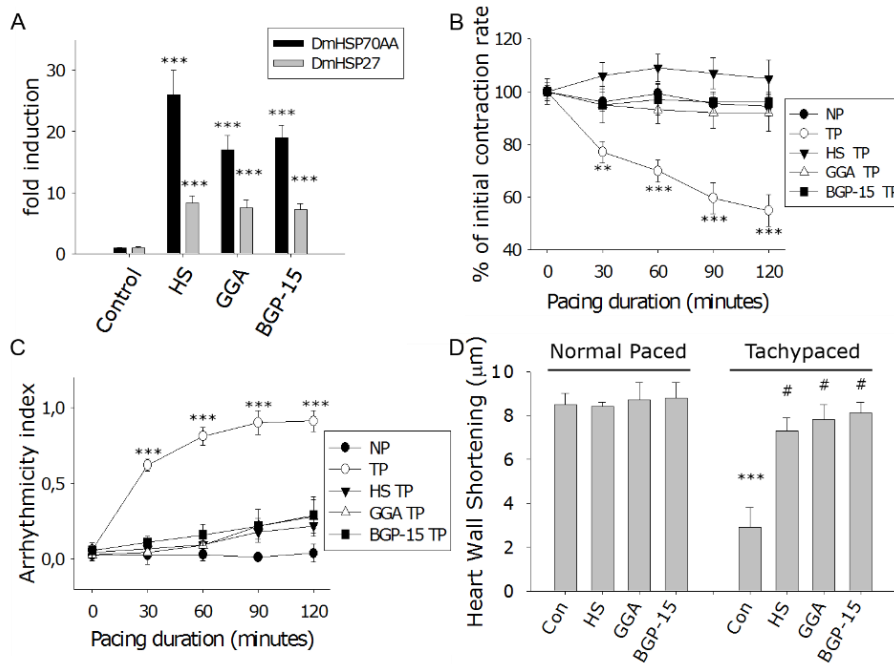 A
DmHSP70AA
DmHSP27
fold induction
30
20
10
0
***
***
***
***
***
***
Control
HS
GGA
BGP-15
B
% of initial contraction rate
120
100
80
60
40
**
***
***
***
0 30 60 90 120
Pacing duration (minutes)
NP
TP
HS TP
GGA TP
BGP-15 TP
C
Arrhythmicity index
1,0
0,5
0,0
***
***
***
***
0 30 60 90 120
Pacing duration (minutes)
NP
TP
HS TP
GGA TP
BGP-15 TP
D
Normal Paced Tachypaced
Heart Wall Shortening (μm)
10
8
6
4
2
0
***
#
#
#
Con
HS
GGA
BGP-15
Con
HS
GGA
BGP-15